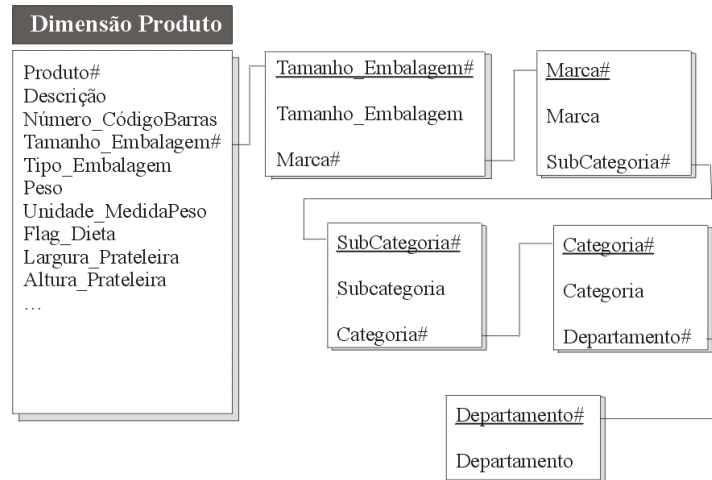 Dimensão Produto
Produto#
Descrição
Número_CódigoBarras
Tamanho_Embalagem#
Tipo_Embalagem
Peso
Unidade_MedidaPeso
Flag_Dieta
Largura_Prateleira
Altura_Prateleira
...
Tamanho_Embalagem#
Tamanho_Embalagem
Marca#
Marca#
Marca
SubCategoria#
SubCategoria#
Subcategoria
Categoria#
Categoria#
Categoria
Departamento#
Departamento#
Departamento